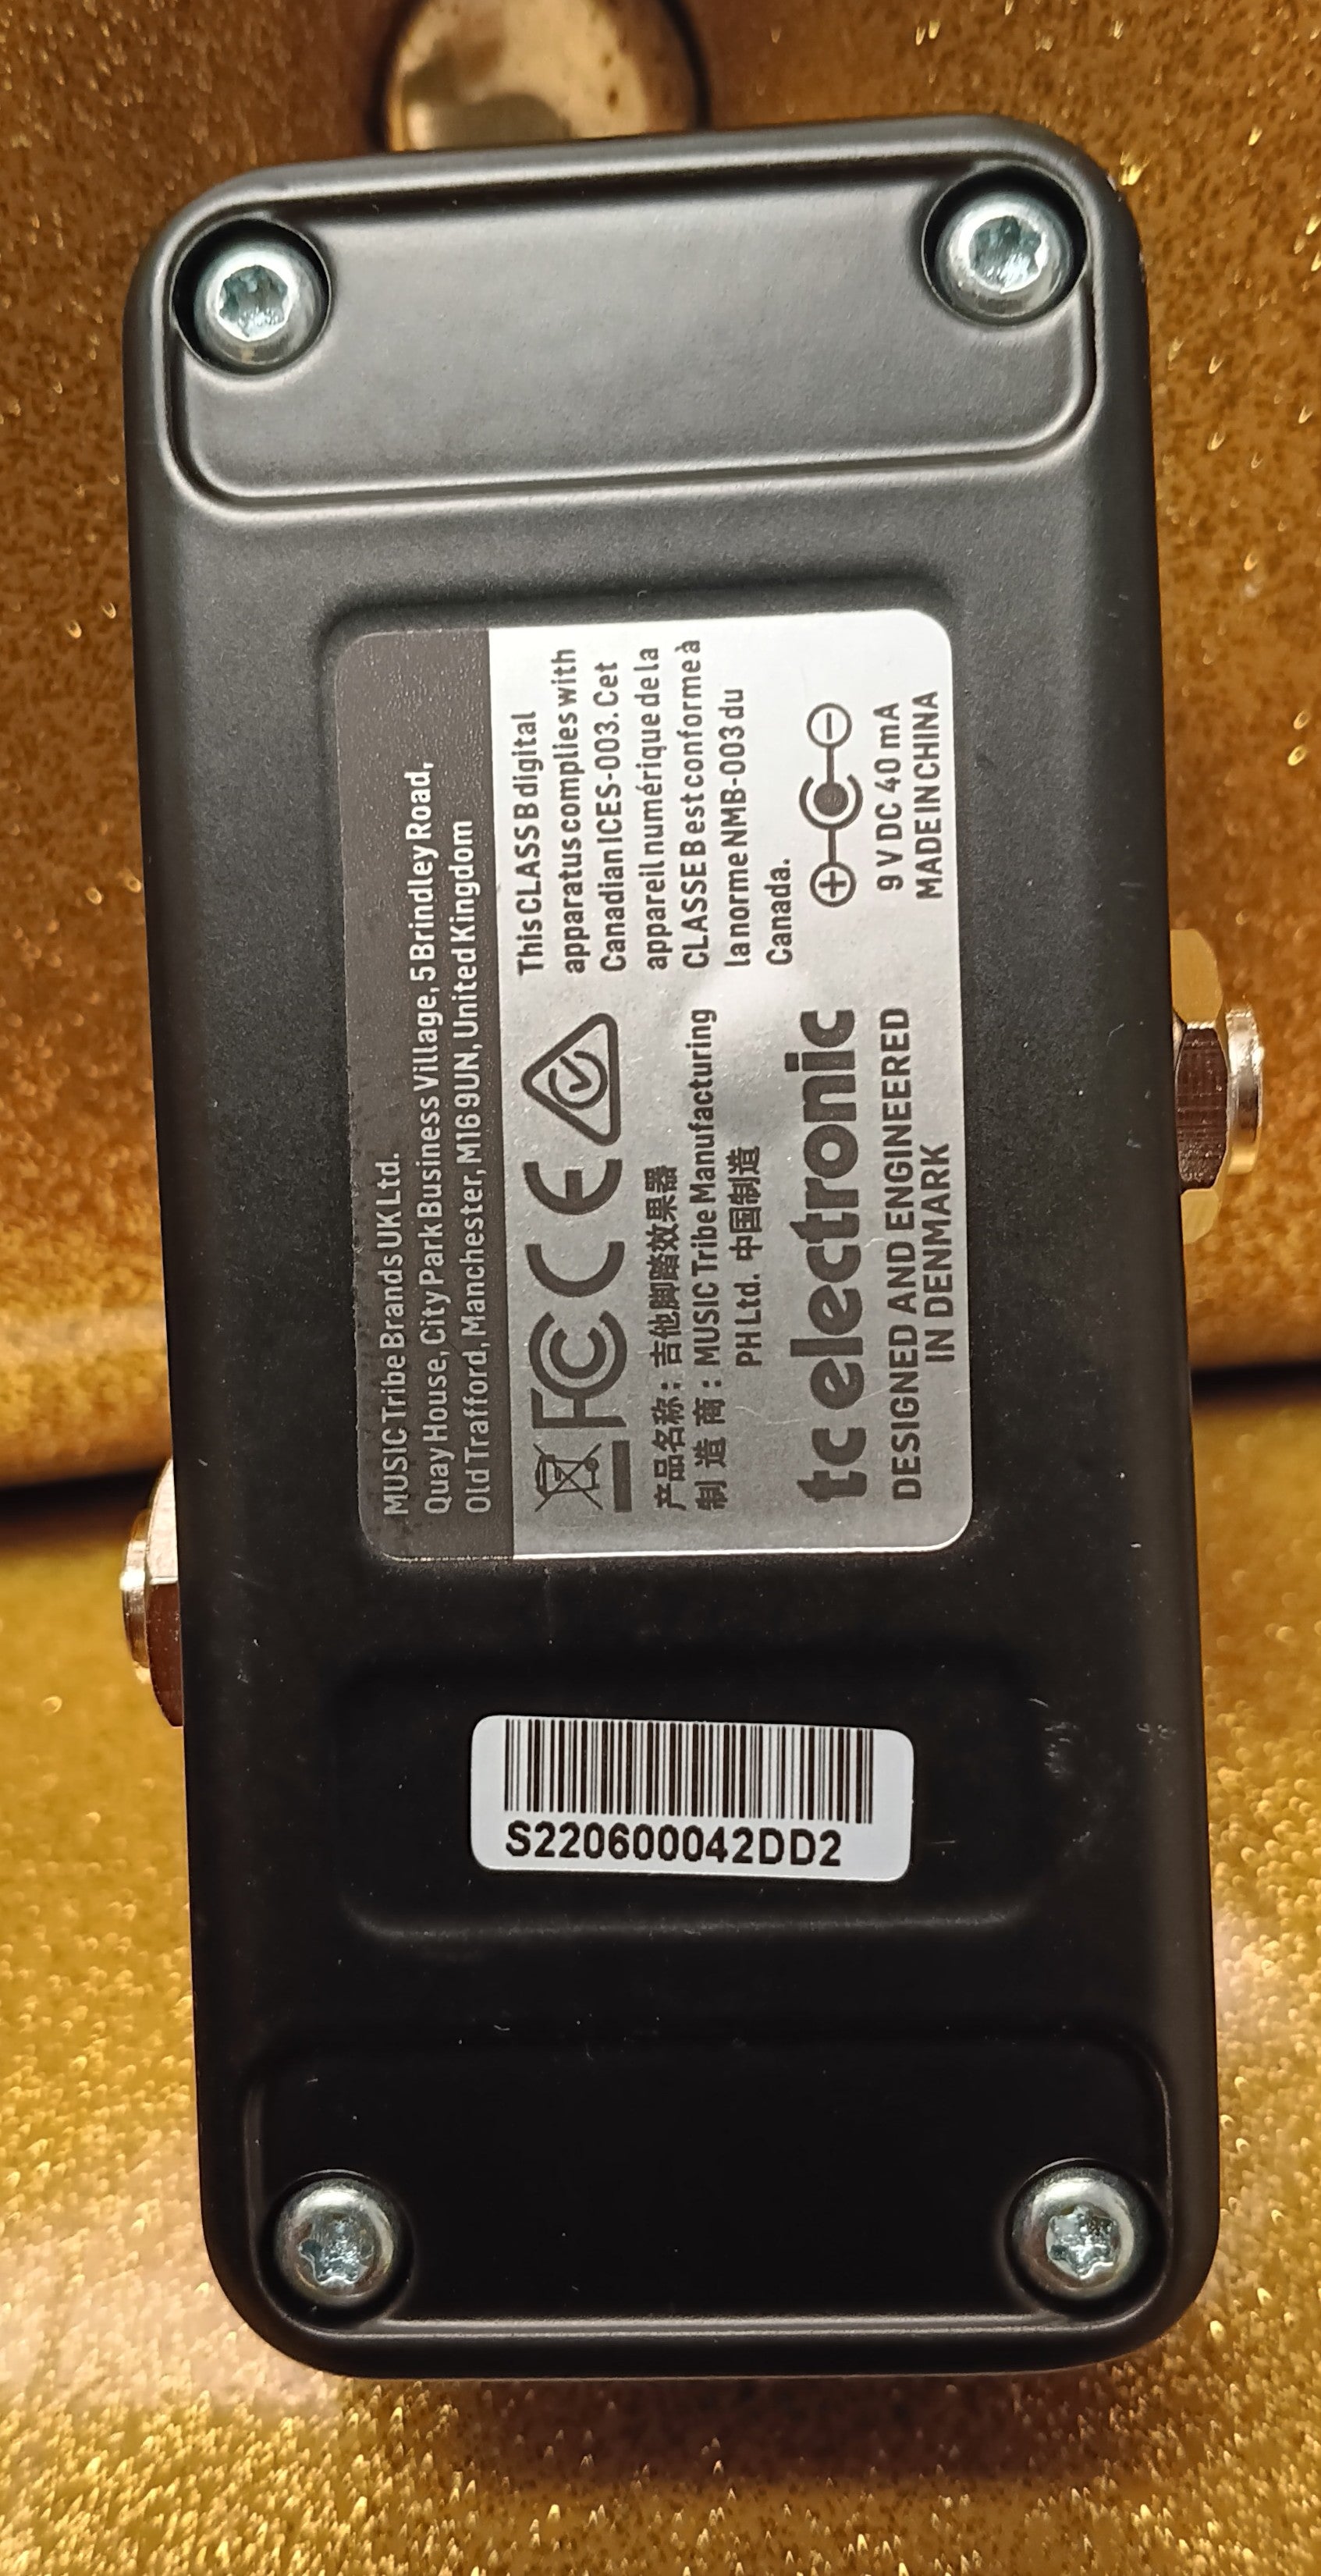 MUSIC Tribe Brands UK Ltd.
Quay House, City Park Business Village, 5 Brindley Road,
Old Trafford, Manchester, M16 9UN, United Kingdom
FC CE
产品名称：吉他脚踏效果器
制 造 商：MUSIC Tribe Manufacturing
PH Ltd. 中国制造
tc electronic
DESIGNED AND ENGINEERED
IN DENMARK
This CLASS B digital
apparatus complies with
Canadian ICES-003. Cet
appareil numérique de la
CLASSE B est conforme à
la norme NMB-003 du
Canada.
9 V DC 40 mA
MADE IN CHINA
S220600042DD2